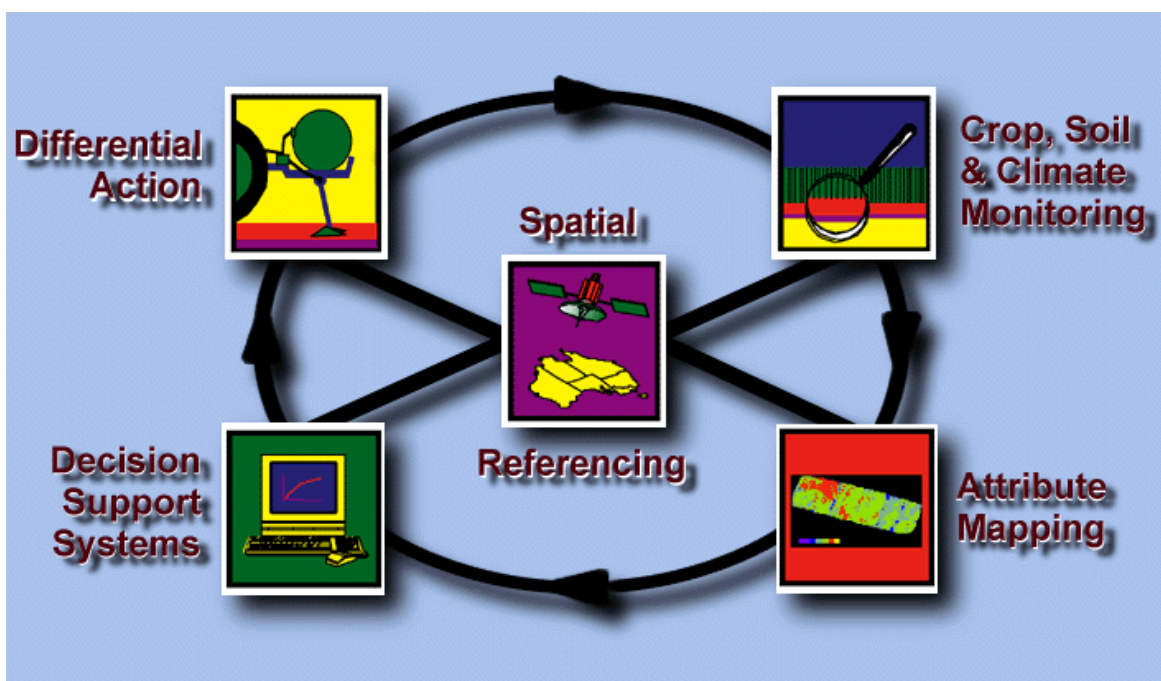 Differential
Action
Crop, Soil
& Climate
Monitoring
Spatial
Referencing
Decision
Support
Systems
Attribute
Mapping